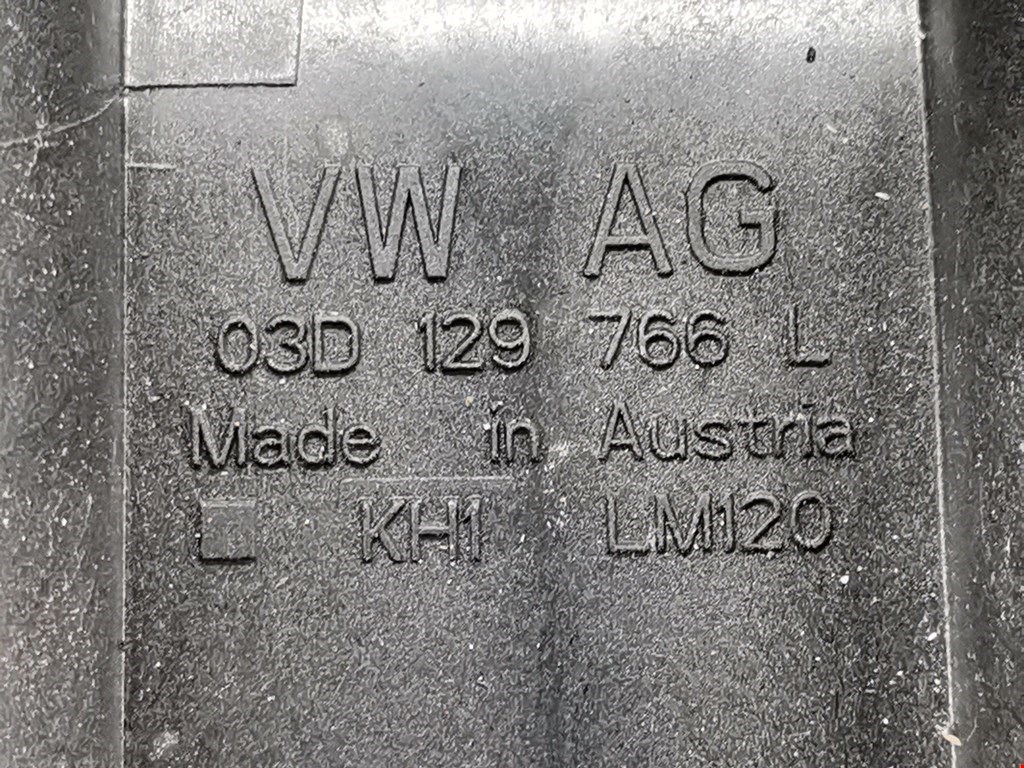 VW AG
03D 129 766 L
Made in Austria
KH1 LM120